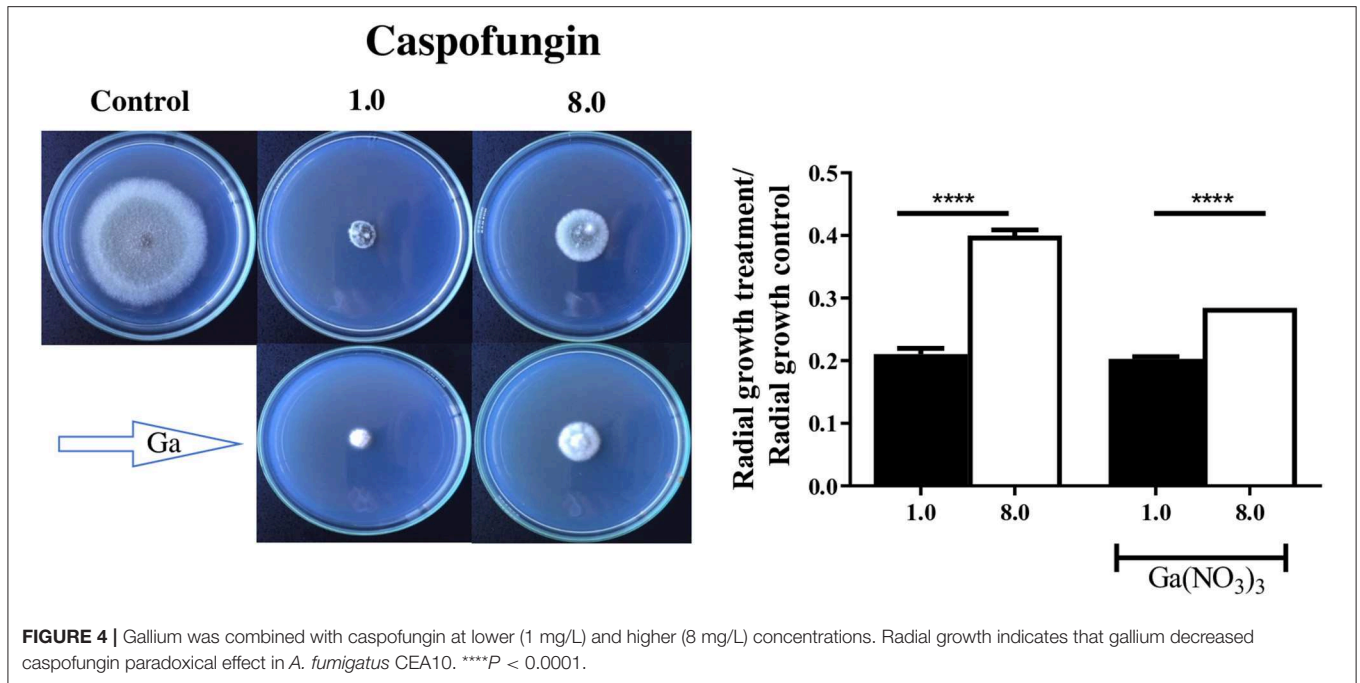 Caspofungin
Control 1.0 8.0
Ga
Radial growth treatment/
Radial growth control
0.5
0.4
0.3
0.2
0.1
0.0
**** ****
1.0 8.0 1.0 8.0
Ga(NO₃)₃
FIGURE 4 | Gallium was combined with caspofungin at lower (1 mg/L) and higher (8 mg/L) concentrations. Radial growth indicates that gallium decreased
caspofungin paradoxical effect in A. fumigatus CEA10. ****P < 0.0001.